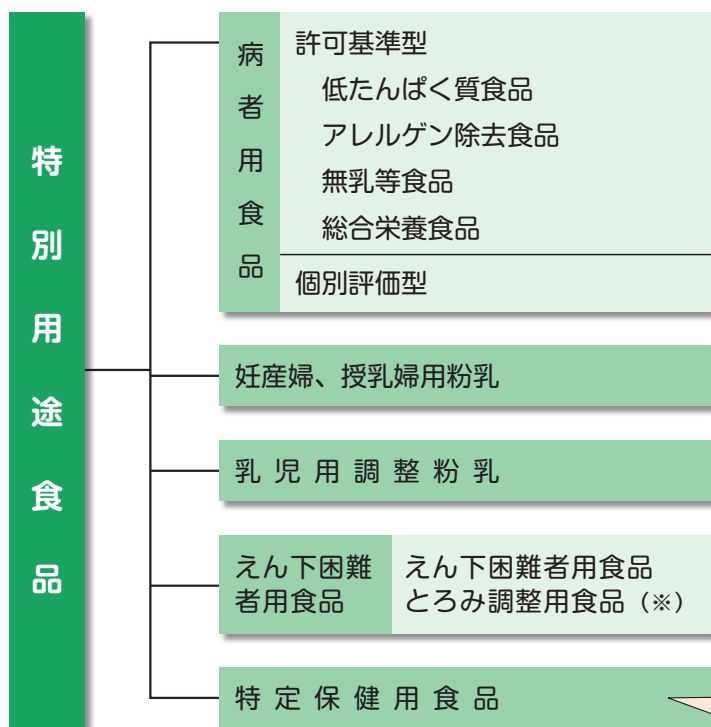 特別用途食品
病者用食品
許可基準型
低たんぱく質食品
アレルゲン除去食品
無乳等食品
総合栄養食品
個別評価型
妊産婦、授乳婦用粉乳
乳児用調整粉乳
えん下困難
者用食品
えん下困難者用食品
とろみ調整用食品（※）
特定保健用食品